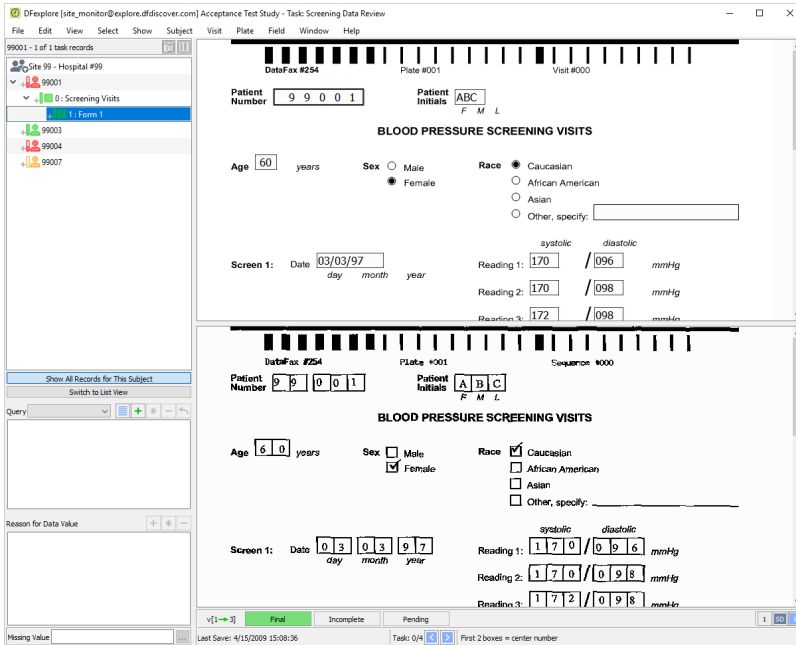 DFexplore [site_monitor@explore.dfdiscover.com] Acceptance Test Study - Task: Screening Data Review
File Edit View Select Show Subject Visit Plate Field Window Help
99001 - 1 of 1 task records
Site 99 - Hospital #99
99001
0 : Screening Visits
1 : Form 1
99003
99004
99007
Show All Records for This Subject
Switch to List View
Query
Reason for Data Value
Missing Value
DataFax #254 Plate #001 Visit #000
Patient Number 9 9 0 0 1 Patient Initials ABC
F M L
BLOOD PRESSURE SCREENING VISITS
Age 60 years Sex Male Race Caucasian
Female African American
Asian
Other, specify:
systolic diastolic
Screen 1: Date 03/03/97 Reading 1: 170 / 096 mmHg
day month year
Reading 2: 170 / 098 mmHg
Reading 3: 172 / 098 mmHg
DataFax #254 Plate #001 Sequence #000
Patient Number 9 9 0 0 1 Patient Initials A B C
F M L
BLOOD PRESSURE SCREENING VISITS
Age 6 0 years Sex Male Race Caucasian
Female African American
Asian
Other, specify:
systolic diastolic
Screen 1: Date 0 3 0 3 9 7 Reading 1: 1 7 0 / 0 9 6 mmHg
day month year
Reading 2: 1 7 0 / 0 9 8 mmHg
Reading 3: 1 7 2 / 0 9 8 mmHg
v[1→3] Final Incomplete Pending 1 SD
Last Save: 4/15/2009 15:08:36 Task: 0/4 First 2 boxes = center number